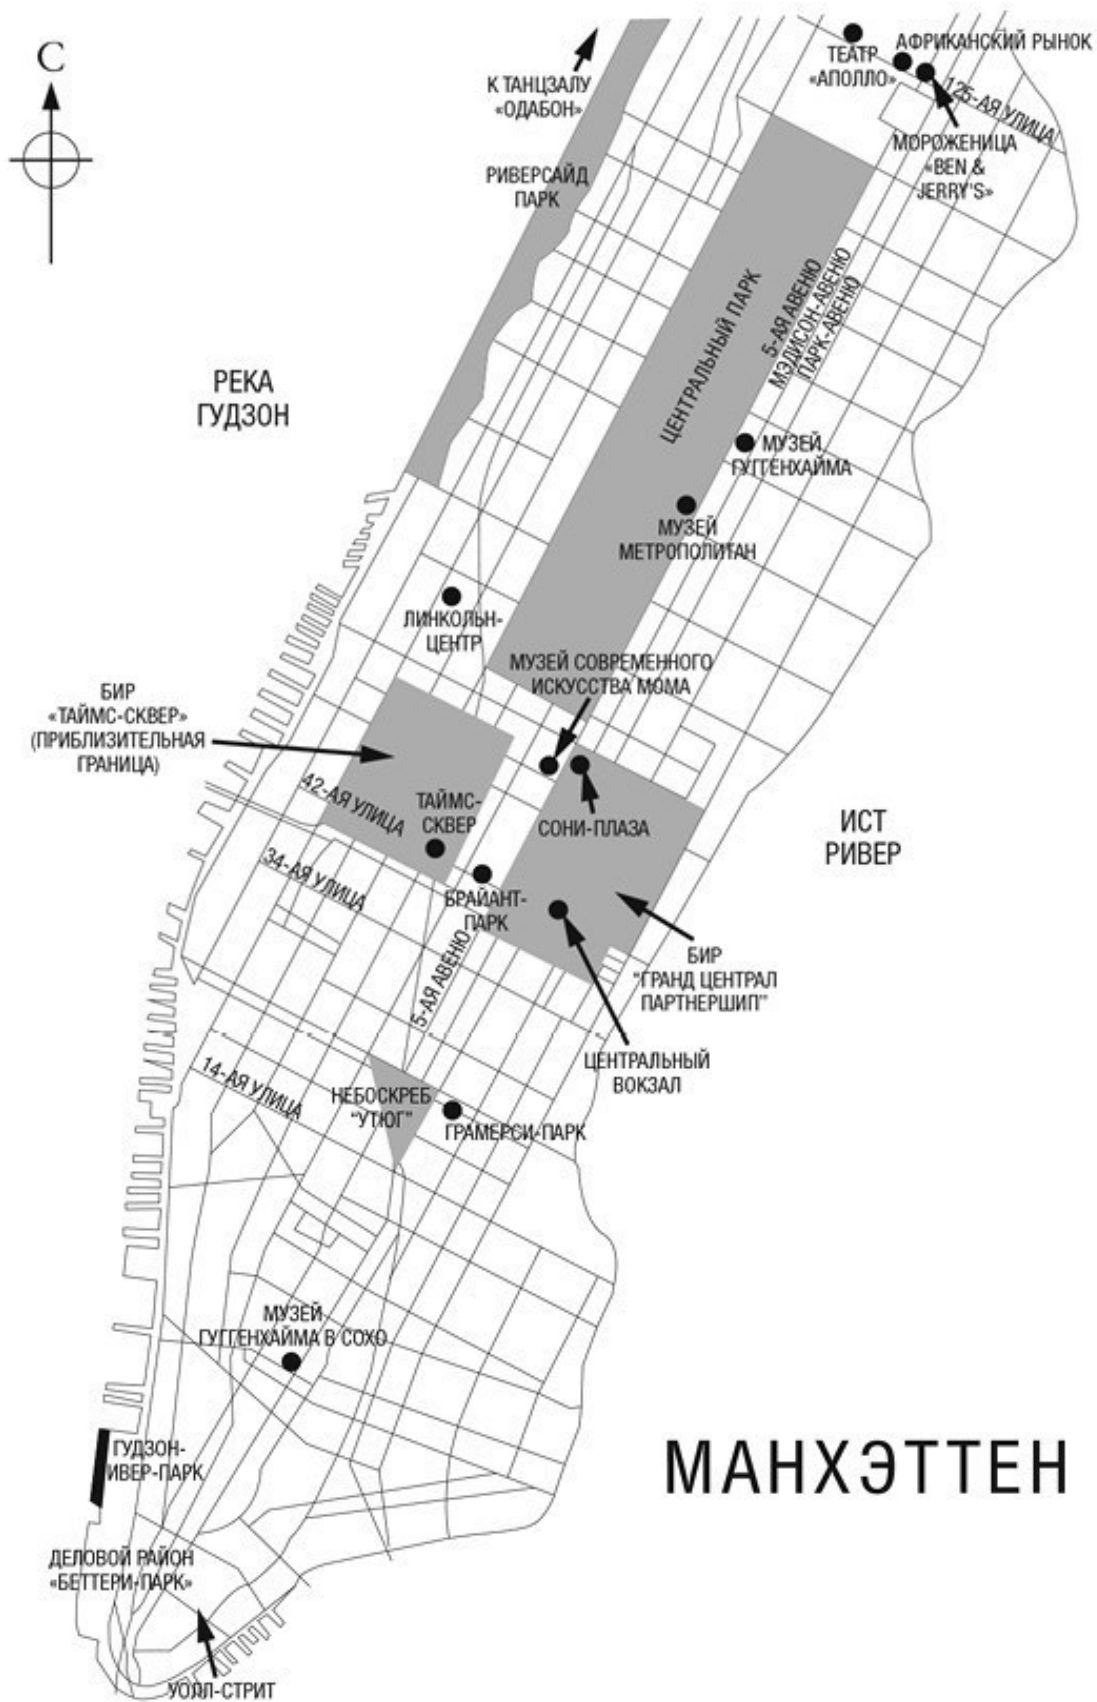 С
К ТАНЦЗАЛУ
«ОДАБОН»
ТЕАТР
«АПОЛЛО»
АФРИКАНСКИЙ РЫНОК
125-АЯ УЛИЦА
МОРОЖЕНИЦА
«BEN &
JERRY'S»
РИВЕРСАЙД
ПАРК
ЦЕНТРАЛЬНЫЙ ПАРК
5-АЯ АВЕНЮ
МЭДИСОН-АВЕНЮ
ПАРК-АВЕНЮ
РЕКА
ГУДЗОН
МУЗЕЙ
ГУГГЕНХАЙМА
МУЗЕЙ
МЕТРОПОЛИТАН
ЛИНКОЛЬН-
ЦЕНТР
МУЗЕЙ СОВРЕМЕННОГО
ИСКУССТВА МОМА
БИР
«ТАЙМС-СКВЕР»
(ПРИБЛИЗИТЕЛЬНАЯ
ГРАНИЦА)
42-АЯ УЛИЦА
ТАЙМС-
СКВЕР
СОНИ-ПЛАЗА
ИСТ
РИВЕР
34-АЯ УЛИЦА
БРАЙАНТ-
ПАРК
5-АЯ АВЕНЮ
БИР
"ГРАНД ЦЕНТРАЛ
ПАРТНЕРШИП"
ЦЕНТРАЛЬНЫЙ
ВОКЗАЛ
14-АЯ УЛИЦА
НЕБОСКРЕБ
"УТЮГ"
ГРАМЕРСИ-ПАРК
МУЗЕЙ
ГУГГЕНХАЙМА В СОХО
ГУДЗОН-
ИВЕР-ПАРК
МАНХЭТТЕН
ДЕЛОВОЙ РАЙОН
«БЕТТЕРИ-ПАРК»
УОЛЛ-СТРИТ